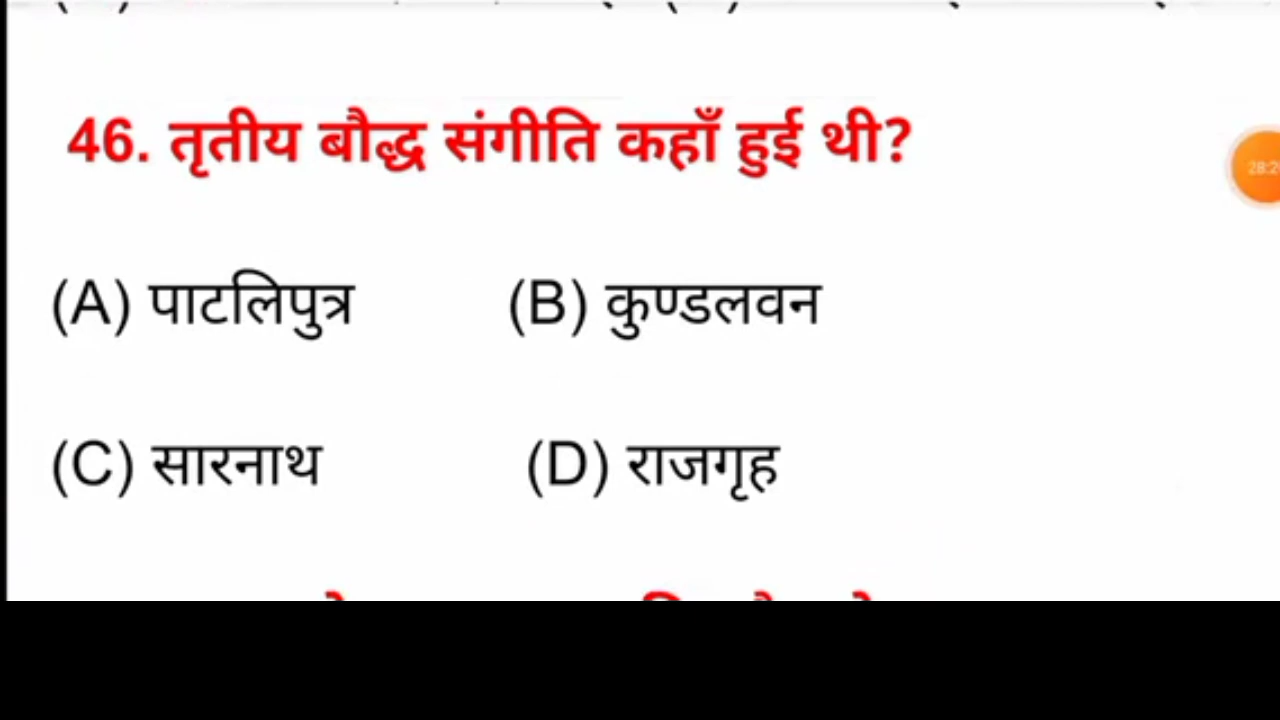 46. तृतीय बौद्ध संगीति कहाँ हुई थी?
(A) पाटलिपुत्र (B) कुण्डलवन
(C) सारनाथ (D) राजगृह